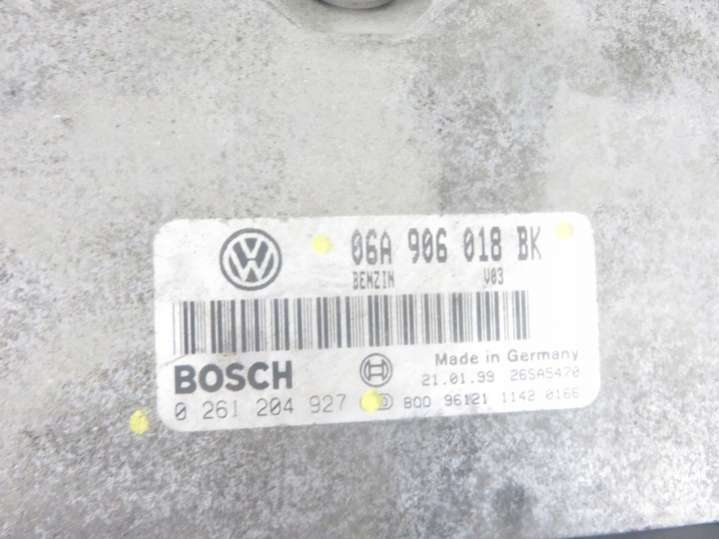 06A 906 018 BK
BENZIN V03
BOSCH
Made in Germany
21.01.99 26SA5470
0 261 204 927
BOD 96121 1142 0166